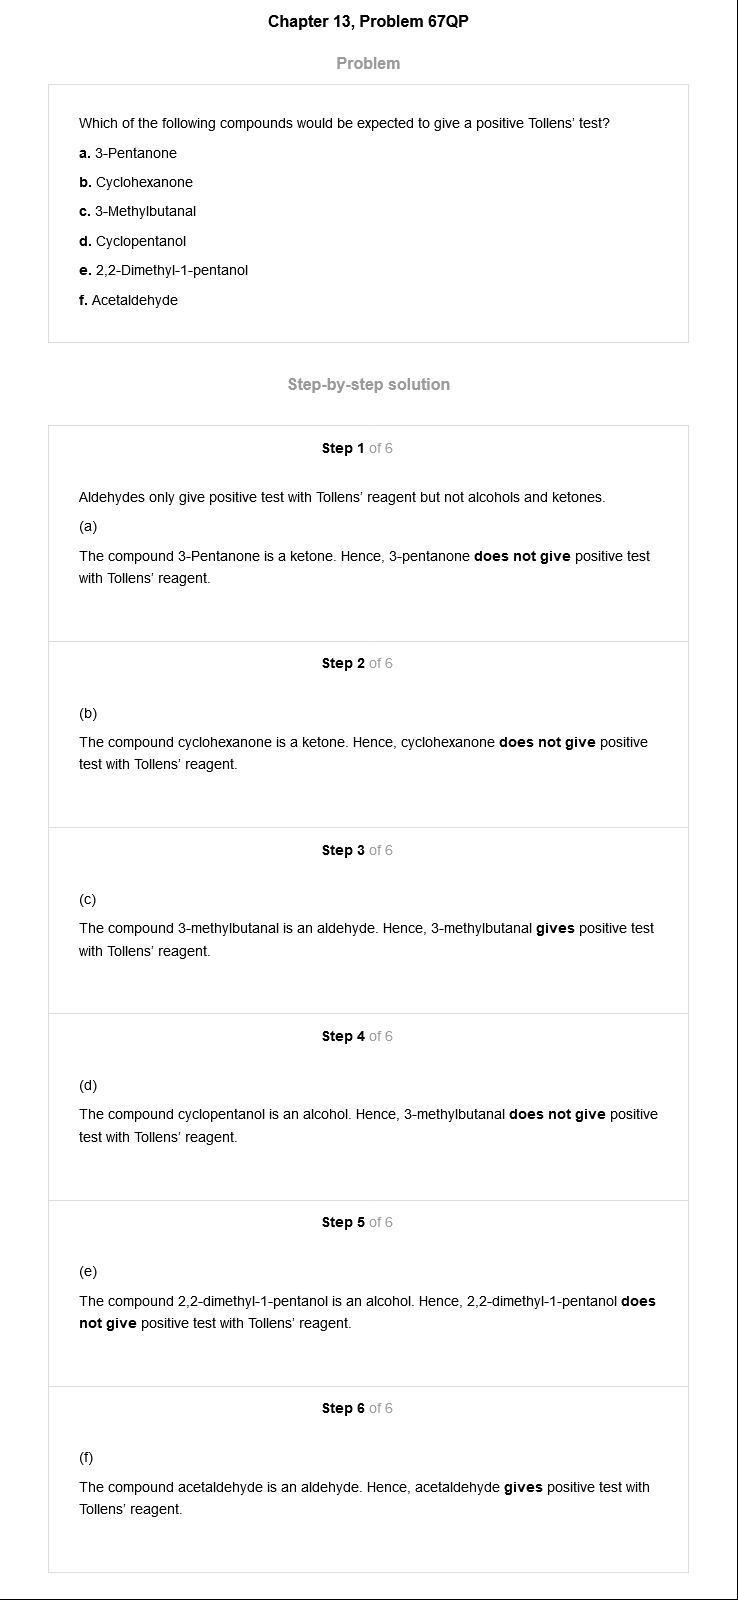 Chapter 13, Problem 67QP
Problem
Which of the following compounds would be expected to give a positive Tollens' test?
a. 3-Pentanone
b. Cyclohexanone
c. 3-Methylbutanal
d. Cyclopentanol
e. 2,2-Dimethyl-1-pentanol
f. Acetaldehyde
Step-by-step solution
Step 1 of 6
Aldehydes only give positive test with Tollens' reagent but not alcohols and ketones.
(a)
The compound 3-Pentanone is a ketone. Hence, 3-pentanone does not give positive test
with Tollens' reagent.
Step 2 of 6
(b)
The compound cyclohexanone is a ketone. Hence, cyclohexanone does not give positive
test with Tollens' reagent.
Step 3 of 6
(c)
The compound 3-methylbutanal is an aldehyde. Hence, 3-methylbutanal gives positive test
with Tollens' reagent.
Step 4 of 6
(d)
The compound cyclopentanol is an alcohol. Hence, 3-methylbutanal does not give positive
test with Tollens' reagent.
Step 5 of 6
(e)
The compound 2,2-dimethyl-1-pentanol is an alcohol. Hence, 2,2-dimethyl-1-pentanol does
not give positive test with Tollens' reagent.
Step 6 of 6
(f)
The compound acetaldehyde is an aldehyde. Hence, acetaldehyde gives positive test with
Tollens' reagent.